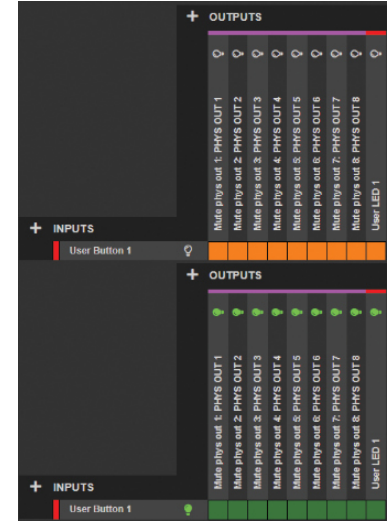 + OUTPUTS
Mute phys out 1: PHYS OUT 1
Mute phys out 2: PHYS OUT 2
Mute phys out 3: PHYS OUT 3
Mute phys out 4: PHYS OUT 4
Mute phys out 5: PHYS OUT 5
Mute phys out 6: PHYS OUT 6
Mute phys out 7: PHYS OUT 7
Mute phys out 8: PHYS OUT 8
User LED 1
+ INPUTS
User Button 1
+ OUTPUTS
Mute phys out 1: PHYS OUT 1
Mute phys out 2: PHYS OUT 2
Mute phys out 3: PHYS OUT 3
Mute phys out 4: PHYS OUT 4
Mute phys out 5: PHYS OUT 5
Mute phys out 6: PHYS OUT 6
Mute phys out 7: PHYS OUT 7
Mute phys out 8: PHYS OUT 8
User LED 1
+ INPUTS
User Button 1